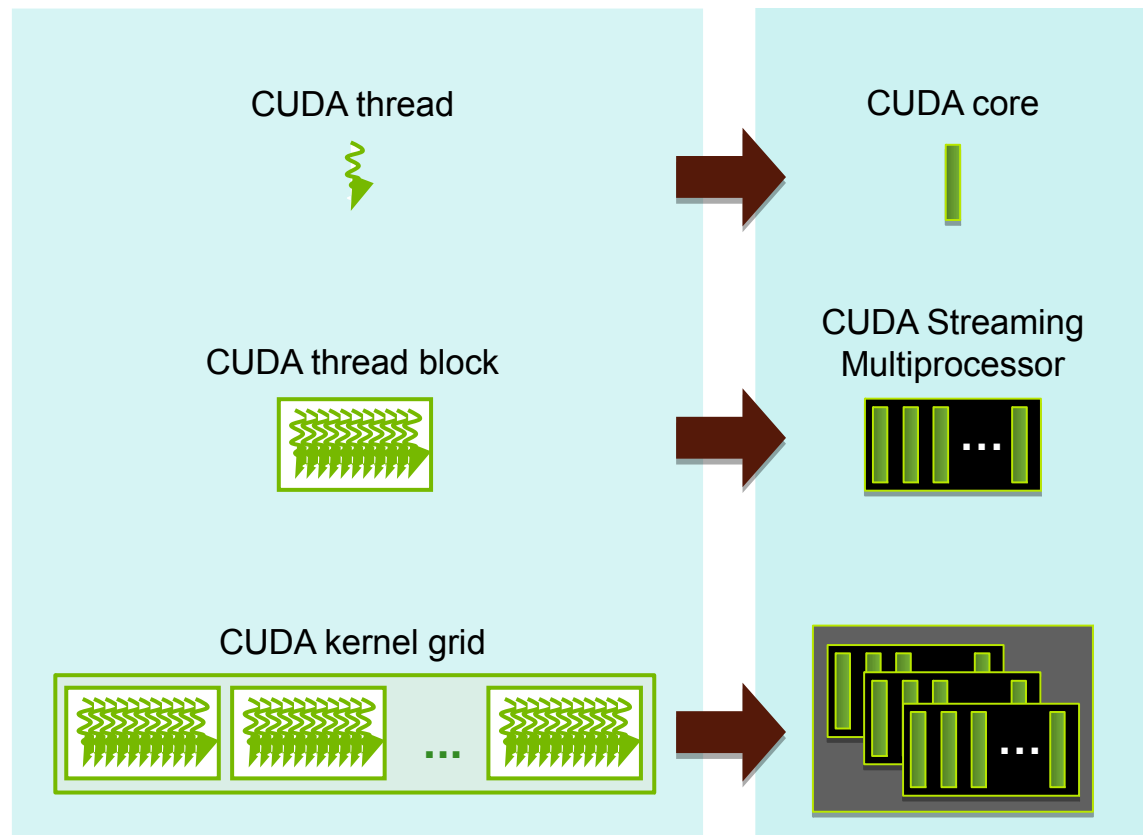 CUDA thread
CUDA core
CUDA thread block
CUDA Streaming
Multiprocessor
...
CUDA kernel grid
...
...